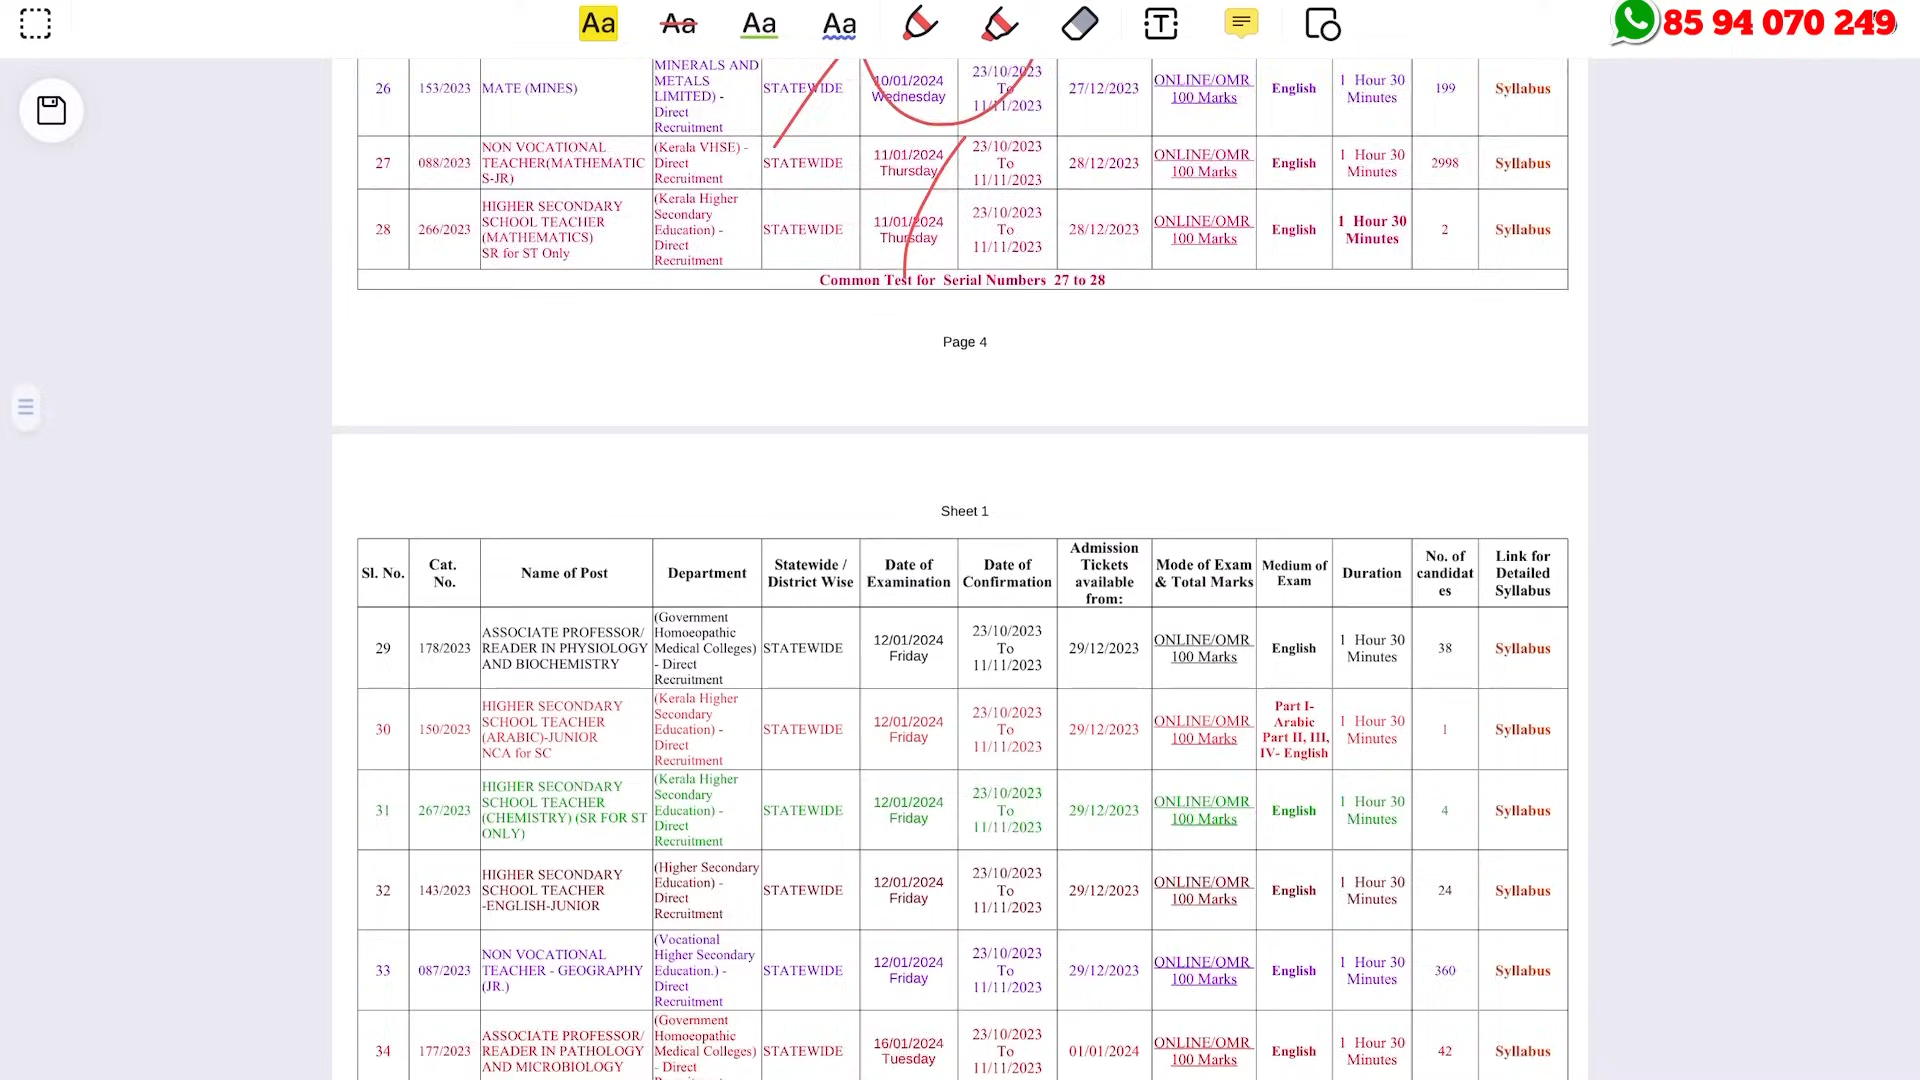 Aa Aa Aa Aa T 85 94 070 249
26 153/2023 MATE (MINES) MINERALS AND METALS LIMITED) - Direct Recruitment STATEWIDE 10/01/2024 Wednesday 23/10/2023 To 11/11/2023 27/12/2023 ONLINE/OMR 100 Marks English 1 Hour 30 Minutes 199 Syllabus
27 088/2023 NON VOCATIONAL TEACHER(MATHEMATICS-JR) (Kerala VHSE) - Direct Recruitment STATEWIDE 11/01/2024 Thursday 23/10/2023 To 11/11/2023 28/12/2023 ONLINE/OMR 100 Marks English 1 Hour 30 Minutes 2998 Syllabus
28 266/2023 HIGHER SECONDARY SCHOOL TEACHER (MATHEMATICS) SR for ST Only (Kerala Higher Secondary Education) - Direct Recruitment STATEWIDE 11/01/2024 Thursday 23/10/2023 To 11/11/2023 28/12/2023 ONLINE/OMR 100 Marks English 1 Hour 30 Minutes 2 Syllabus
Common Test for Serial Numbers 27 to 28
Page 4
Sheet 1
Sl. No. Cat. No. Name of Post Department Statewide / District Wise Date of Examination Date of Confirmation Admission Tickets available from: Mode of Exam & Total Marks Medium of Exam Duration No. of candidates Link for Detailed Syllabus
29 178/2023 ASSOCIATE PROFESSOR/ READER IN PHYSIOLOGY AND BIOCHEMISTRY (Government Homoeopathic Medical Colleges) - Direct Recruitment STATEWIDE 12/01/2024 Friday 23/10/2023 To 11/11/2023 29/12/2023 ONLINE/OMR 100 Marks English 1 Hour 30 Minutes 38 Syllabus
30 150/2023 HIGHER SECONDARY SCHOOL TEACHER (ARABIC)-JUNIOR NCA for SC (Kerala Higher Secondary Education) - Direct Recruitment STATEWIDE 12/01/2024 Friday 23/10/2023 To 11/11/2023 29/12/2023 ONLINE/OMR 100 Marks Part I- Arabic Part II, III, IV- English 1 Hour 30 Minutes 1 Syllabus
31 267/2023 HIGHER SECONDARY SCHOOL TEACHER (CHEMISTRY) (SR FOR ST ONLY) (Kerala Higher Secondary Education) - Direct Recruitment STATEWIDE 12/01/2024 Friday 23/10/2023 To 11/11/2023 29/12/2023 ONLINE/OMR 100 Marks English 1 Hour 30 Minutes 4 Syllabus
32 143/2023 HIGHER SECONDARY SCHOOL TEACHER -ENGLISH-JUNIOR (Higher Secondary Education) - Direct Recruitment STATEWIDE 12/01/2024 Friday 23/10/2023 To 11/11/2023 29/12/2023 ONLINE/OMR 100 Marks English 1 Hour 30 Minutes 24 Syllabus
33 087/2023 NON VOCATIONAL TEACHER - GEOGRAPHY (JR.) (Vocational Higher Secondary Education.) - Direct Recruitment STATEWIDE 12/01/2024 Friday 23/10/2023 To 11/11/2023 29/12/2023 ONLINE/OMR 100 Marks English 1 Hour 30 Minutes 360 Syllabus
34 177/2023 ASSOCIATE PROFESSOR/ READER IN PATHOLOGY AND MICROBIOLOGY (Government Homoeopathic Medical Colleges) - Direct STATEWIDE 16/01/2024 Tuesday 23/10/2023 To 11/11/2023 01/01/2024 ONLINE/OMR 100 Marks English 1 Hour 30 Minutes 42 Syllabus